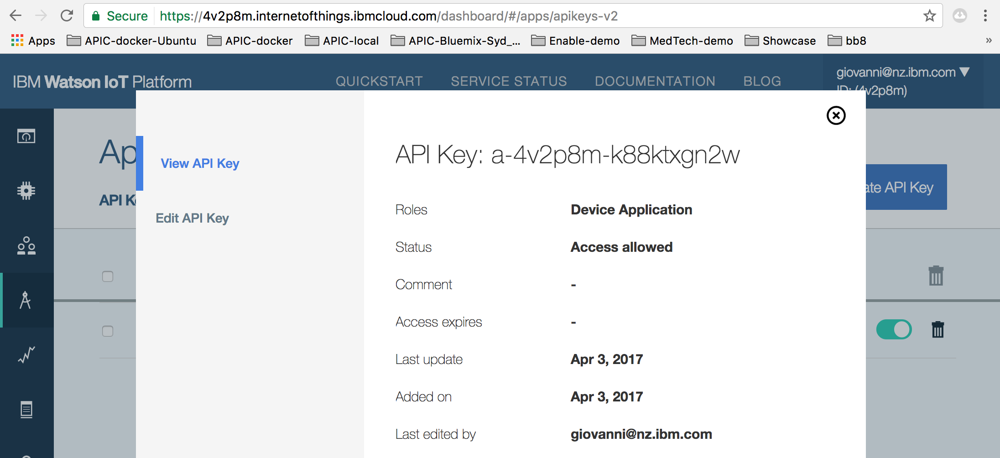 Secure https://4v2p8m.internetofthings.ibmcloud.com/dashboard/#/apps/apikeys-v2
Apps APIC-docker-Ubuntu APIC-docker APIC-local APIC-Bluemix-Syd_... Enable-demo MedTech-demo Showcase bb8 »
IBM Watson IoT Platform QUICKSTART SERVICE STATUS DOCUMENTATION BLOG giovanni@nz.ibm.com ▼
ID: (4v2p8m)
Ap
API K
ate API Key
View API Key
Edit API Key
API Key: a-4v2p8m-k88ktxgn2w
Roles Device Application
Status Access allowed
Comment -
Access expires -
Last update Apr 3, 2017
Added on Apr 3, 2017
Last edited by giovanni@nz.ibm.com